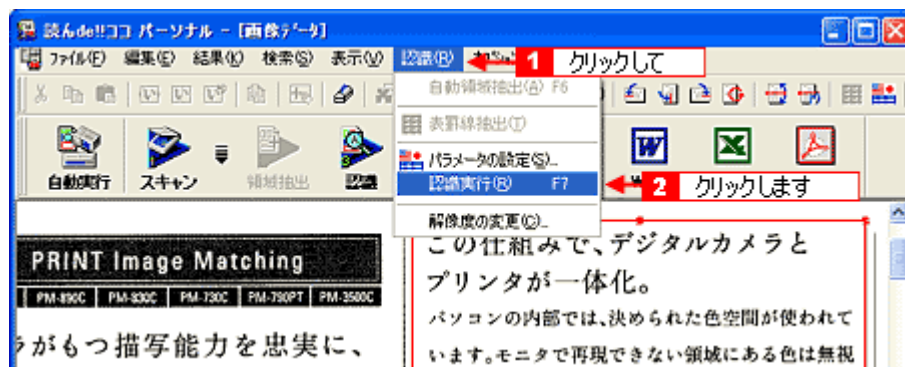 読んde!!ココ パーソナル - [画像データ]
ファイル(F) 編集(E) 結果(K) 検索(S) 表示(V) 認識(R)
1 クリックして
自動領域抽出(A) F6
表罫線抽出(T)
パラメータの設定(S)...
認識実行(R) F7
2 クリックします
解像度の変更(C)...
自動実行 スキャン 領域抽出 認識
PRINT Image Matching
PM-890C PM-930C PM-730C PM-790PT PM-3500C
ラがもつ描写能力を忠実に、
この仕組みで、デジタルカメラと
プリンタが一体化。
パソコンの内部では、決められた色空間が使われて
います。モニタで再現できない領域にある色は無視